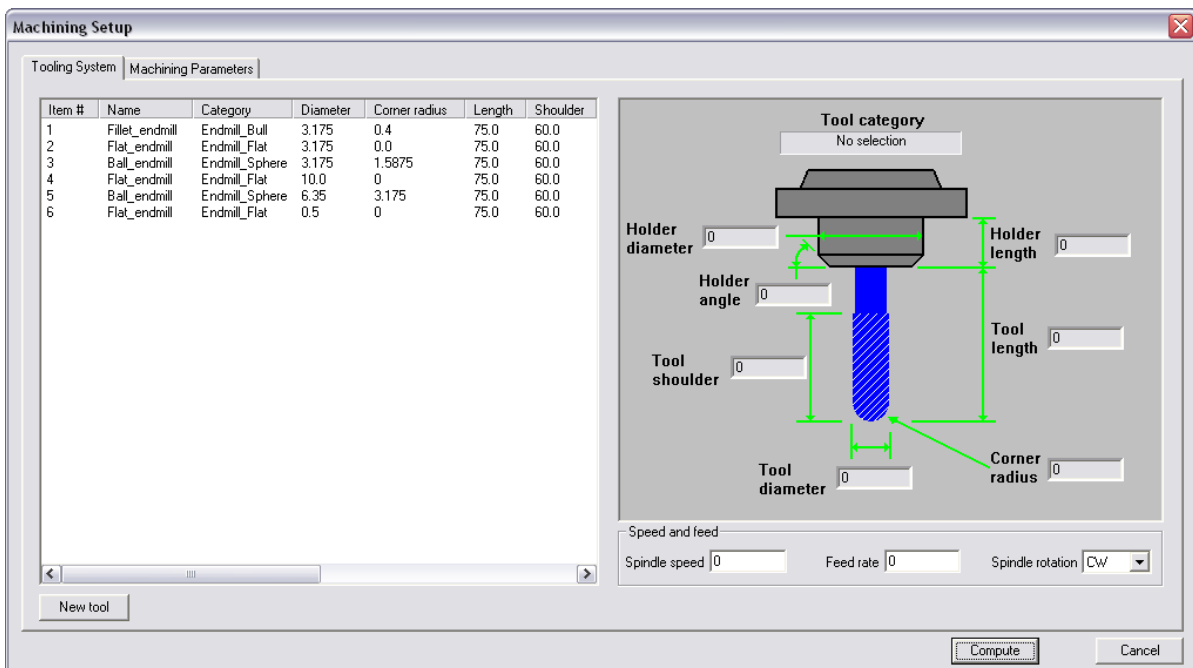 Machining Setup
Tooling System Machining Parameters
Item # Name Category Diameter Corner radius Length Shoulder
1 Fillet_endmill Endmill_Bull 3.175 0.4 75.0 60.0
2 Flat_endmill Endmill_Flat 3.175 0.0 75.0 60.0
3 Ball_endmill Endmill_Sphere 3.175 1.5875 75.0 60.0
4 Flat_endmill Endmill_Flat 10.0 0 75.0 60.0
5 Ball_endmill Endmill_Sphere 6.35 3.175 75.0 60.0
6 Flat_endmill Endmill_Flat 0.5 0 75.0 60.0
New tool
Tool category
No selection
Holder
diameter 0
Holder
length 0
Holder
angle 0
Tool
length 0
Tool
shoulder 0
Corner
radius 0
Tool
diameter 0
Speed and feed
Spindle speed 0 Feed rate 0 Spindle rotation CW
Compute Cancel